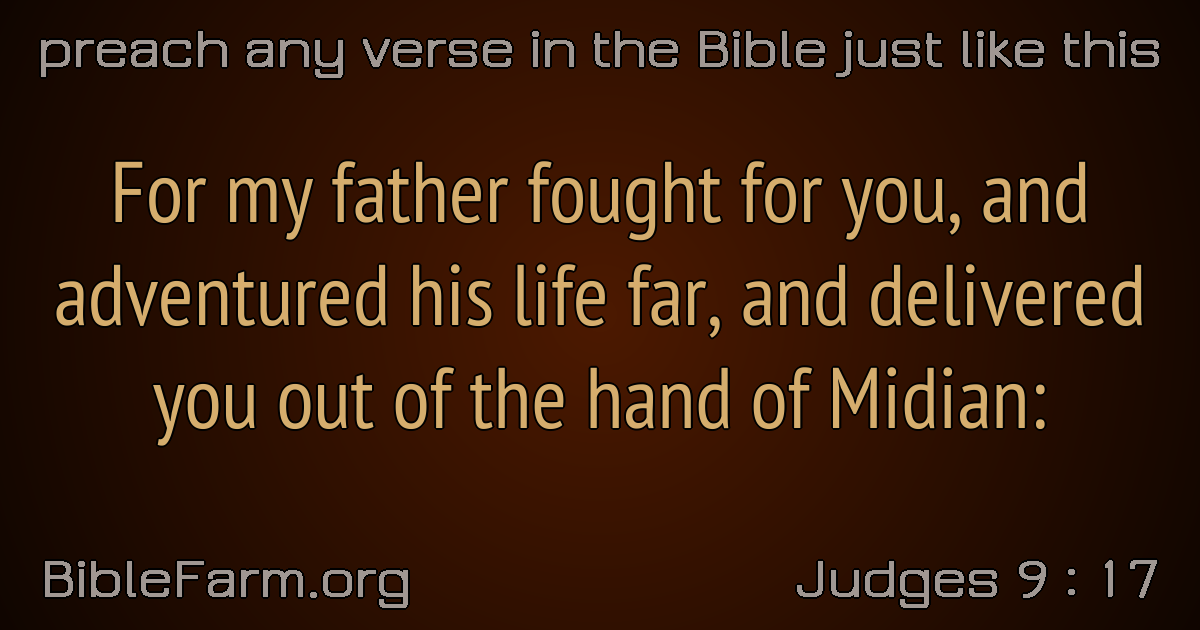 preach any verse in the Bible just like this
For my father fought for you, and
adventured his life far, and delivered
you out of the hand of Midian:
BibleFarm.org
Judges 9 : 17